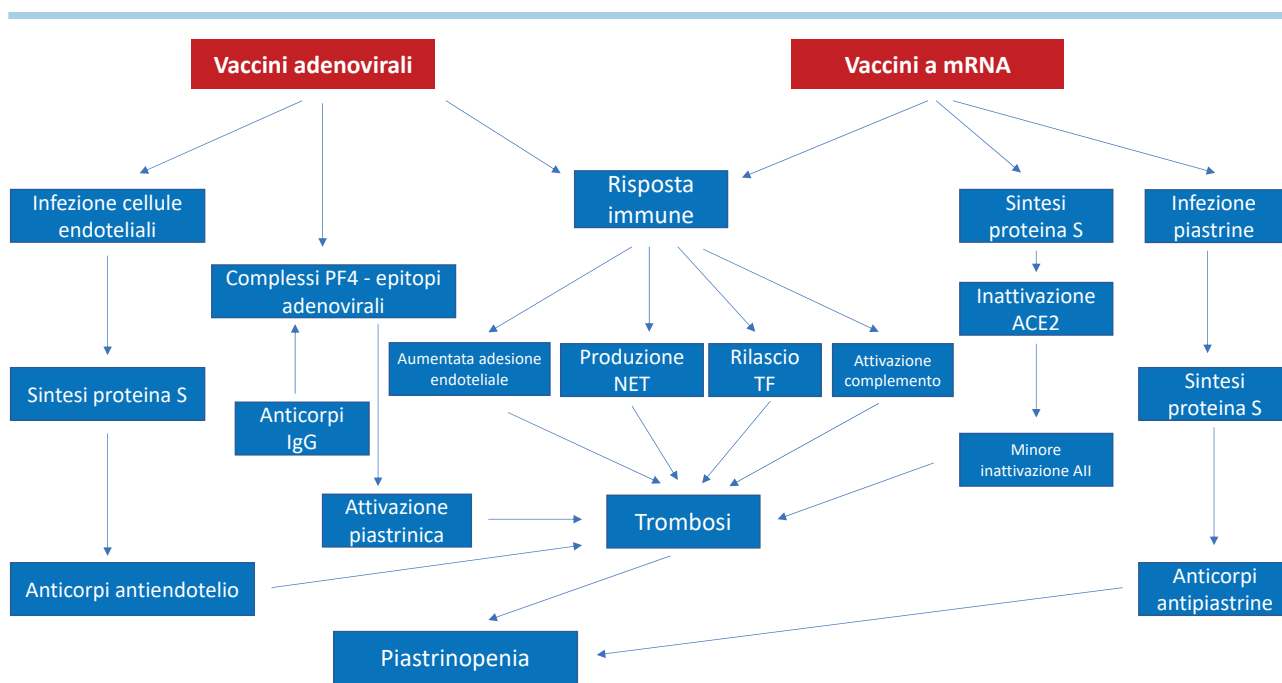 Vaccini adenovirali
Vaccini a mRNA
Infezione cellule
endoteliali
Risposta
immune
Sintesi
proteina S
Infezione
piastrine
Complessi PF4 - epitopi
adenovirali
Inattivazione
ACE2
Aumentata adesione
endoteliale
Produzione
NET
Rilascio
TF
Attivazione
complemento
Sintesi proteina S
Anticorpi
IgG
Sintesi
proteina S
Minore
inattivazione AII
Attivazione
piastrinica
Trombosi
Anticorpi antiendotelio
Anticorpi
antipiastrine
Piastrinopenia